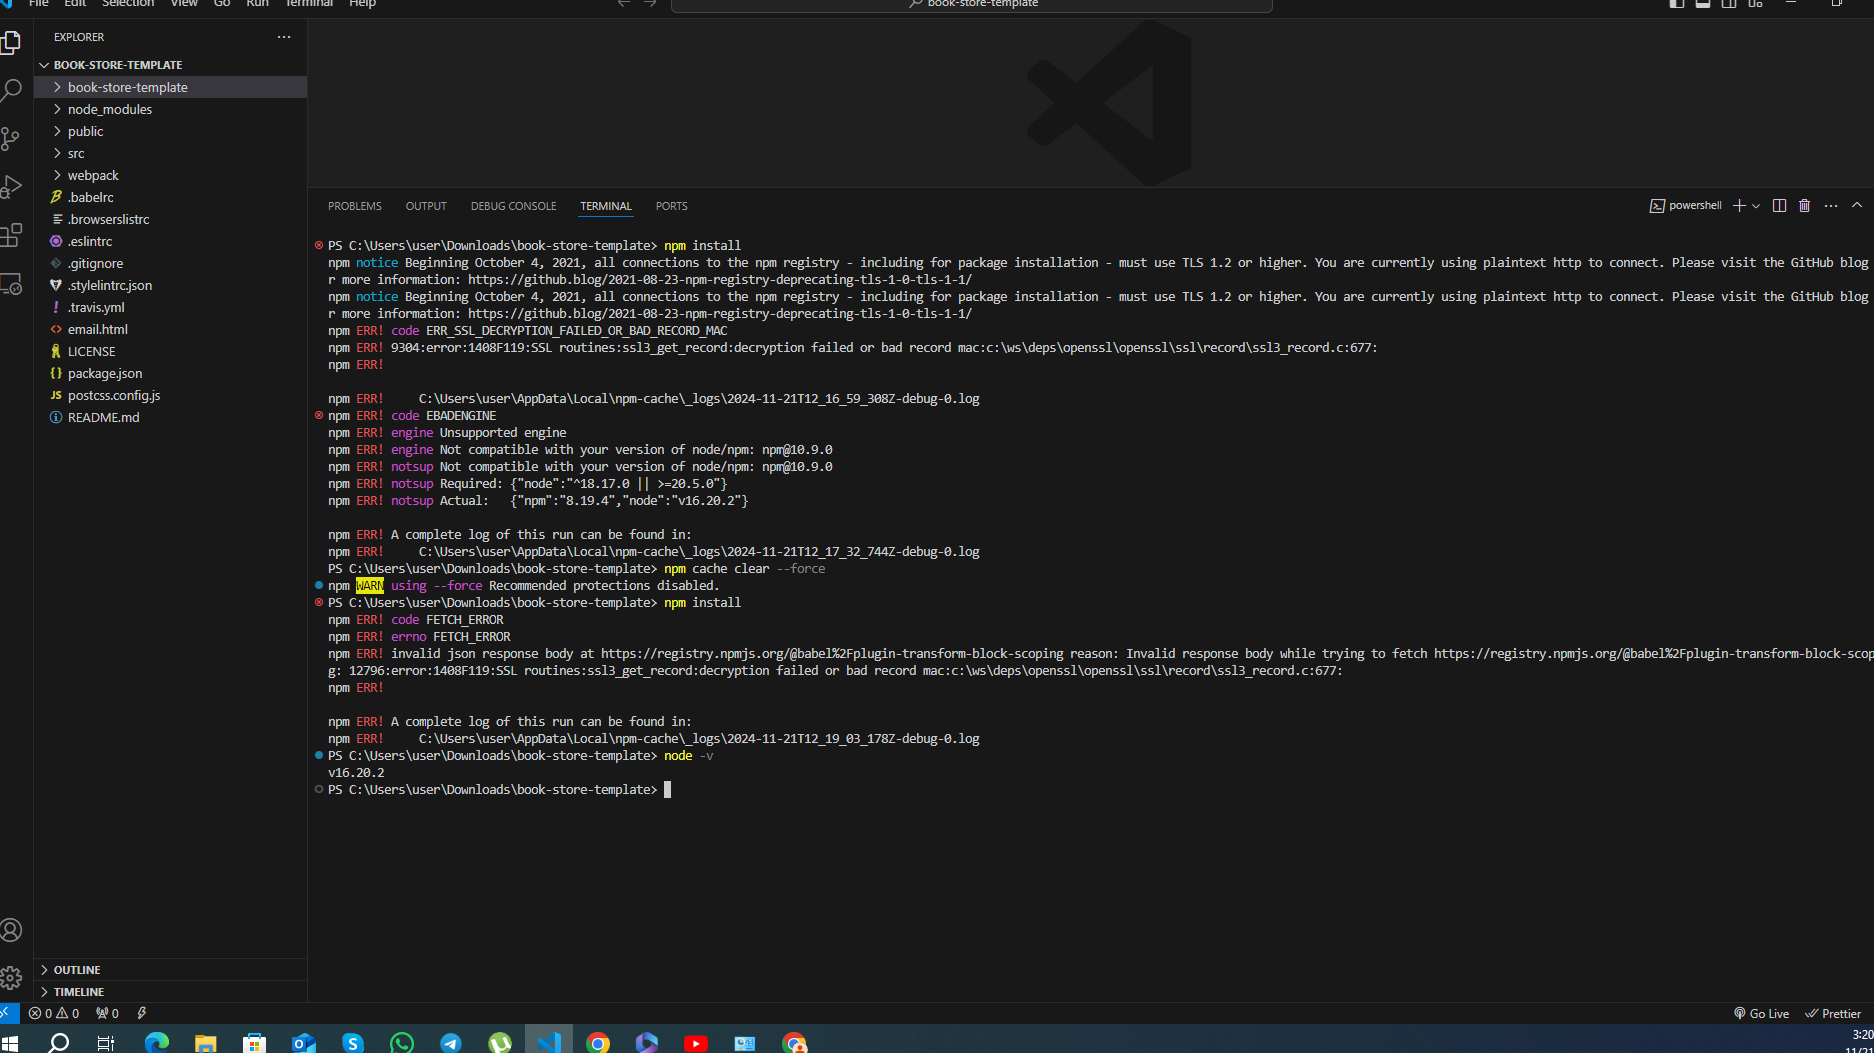 File Edit Selection View Go Run Terminal Help
book-store-template
EXPLORER
BOOK-STORE-TEMPLATE
book-store-template
node_modules
public
src
webpack
.babelrc
.browserslistrc
.eslintrc
.gitignore
.stylelintrc.json
.travis.yml
email.html
LICENSE
package.json
postcss.config.js
README.md
OUTLINE
TIMELINE
PROBLEMS OUTPUT DEBUG CONSOLE TERMINAL PORTS
powershell
PS C:\Users\user\Downloads\book-store-template> npm install
npm notice Beginning October 4, 2021, all connections to the npm registry - including for package installation - must use TLS 1.2 or higher. You are currently using plaintext http to connect. Please visit the GitHub blog
r more information: https://github.blog/2021-08-23-npm-registry-deprecating-tls-1-0-tls-1-1/
npm notice Beginning October 4, 2021, all connections to the npm registry - including for package installation - must use TLS 1.2 or higher. You are currently using plaintext http to connect. Please visit the GitHub blog
r more information: https://github.blog/2021-08-23-npm-registry-deprecating-tls-1-0-tls-1-1/
npm ERR! code ERR_SSL_DECRYPTION_FAILED_OR_BAD_RECORD_MAC
npm ERR! 9304:error:1408F119:SSL routines:ssl3_get_record:decryption failed or bad record mac:c:\ws\deps\openssl\openssl\ssl\record\ssl3_record.c:677:
npm ERR!
npm ERR!     C:\Users\user\AppData\Local\npm-cache\_logs\2024-11-21T12_16_59_308Z-debug-0.log
npm ERR! code EBADENGINE
npm ERR! engine Unsupported engine
npm ERR! engine Not compatible with your version of node/npm: npm@10.9.0
npm ERR! notsup Not compatible with your version of node/npm: npm@10.9.0
npm ERR! notsup Required: {"node":"^18.17.0 || >=20.5.0"}
npm ERR! notsup Actual:   {"npm":"8.19.4","node":"v16.20.2"}
npm ERR! A complete log of this run can be found in:
npm ERR!     C:\Users\user\AppData\Local\npm-cache\_logs\2024-11-21T12_17_32_744Z-debug-0.log
PS C:\Users\user\Downloads\book-store-template> npm cache clear --force
npm WARN using --force Recommended protections disabled.
PS C:\Users\user\Downloads\book-store-template> npm install
npm ERR! code FETCH_ERROR
npm ERR! errno FETCH_ERROR
npm ERR! invalid json response body at https://registry.npmjs.org/@babel%2Fplugin-transform-block-scoping reason: Invalid response body while trying to fetch https://registry.npmjs.org/@babel%2Fplugin-transform-block-scop
g: 12796:error:1408F119:SSL routines:ssl3_get_record:decryption failed or bad record mac:c:\ws\deps\openssl\openssl\ssl\record\ssl3_record.c:677:
npm ERR!
npm ERR! A complete log of this run can be found in:
npm ERR!     C:\Users\user\AppData\Local\npm-cache\_logs\2024-11-21T12_19_03_178Z-debug-0.log
PS C:\Users\user\Downloads\book-store-template> node -v
v16.20.2
PS C:\Users\user\Downloads\book-store-template>
0 0 0
Go Live Prettier
3:20
11/21